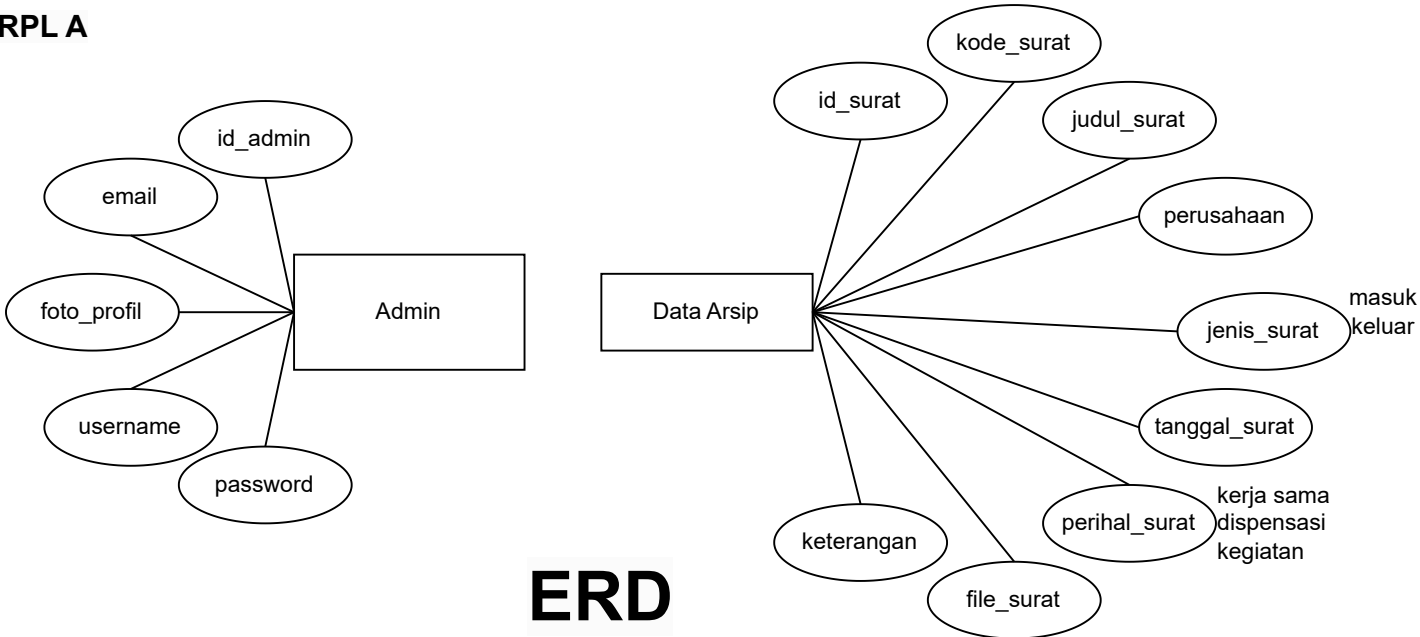 RPL A
id_admin
email
foto_profil
username
password
Admin
Data Arsip
id_surat
kode_surat
judul_surat
perusahaan
jenis_surat
masuk
keluar
tanggal_surat
perihal_surat
kerja sama
dispensasi
kegiatan
file_surat
keterangan
ERD